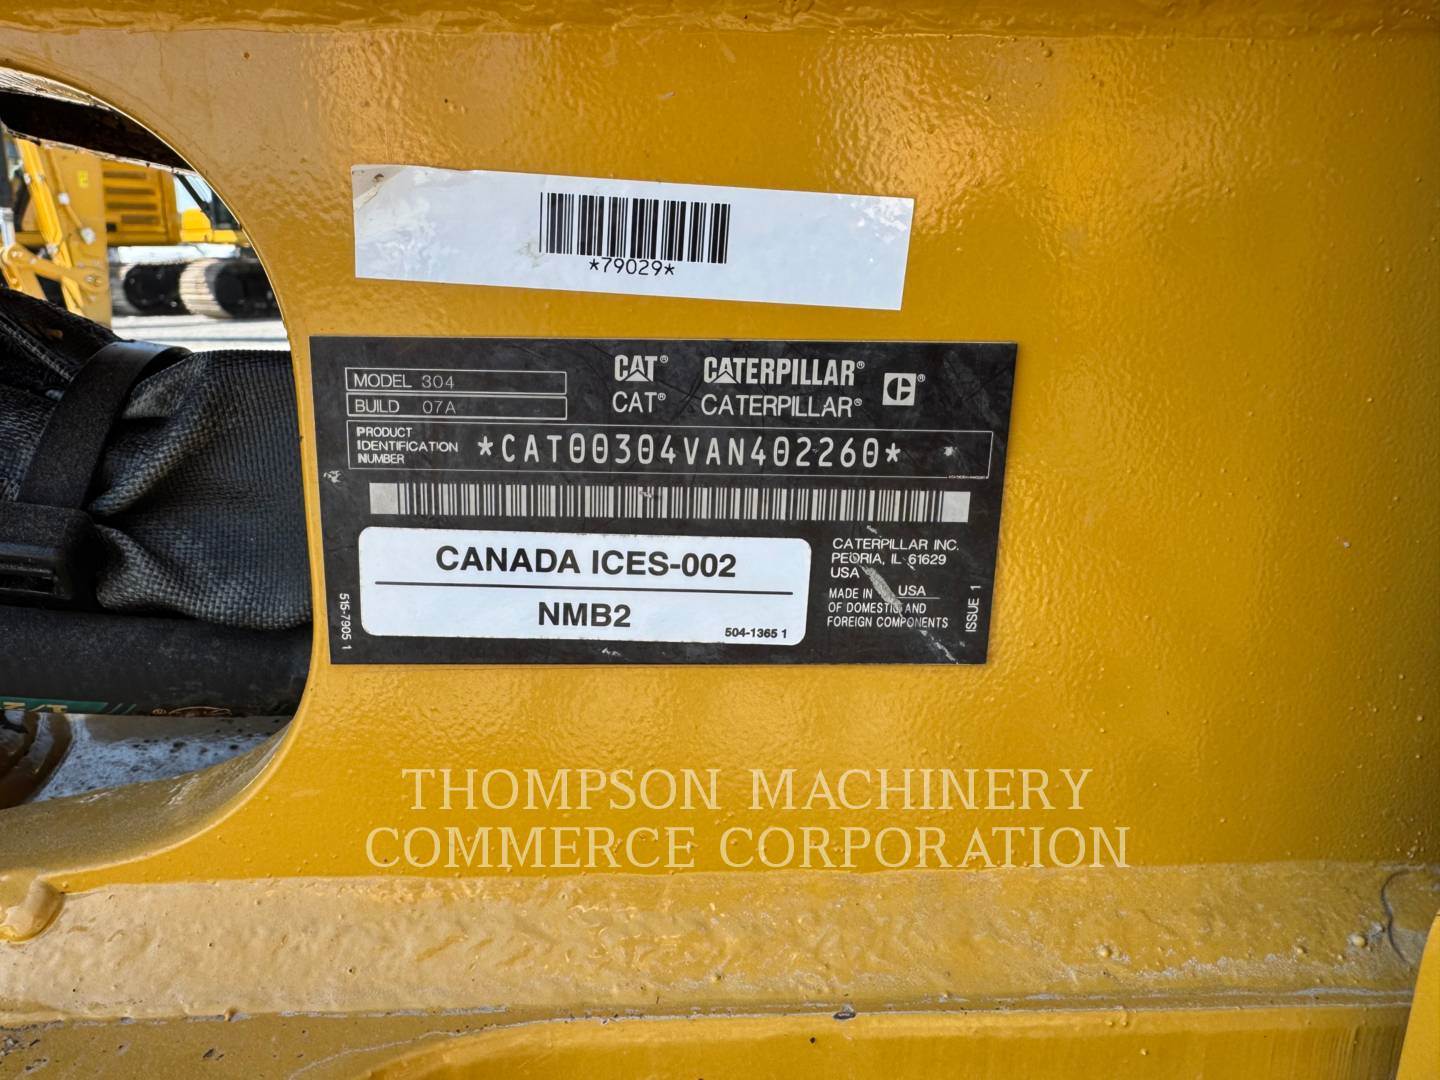 *79029*
MODEL 304
BUILD 07A
CAT® CATERPILLAR® C®
CAT® CATERPILLAR®
PRODUCT IDENTIFICATION NUMBER *CAT00304VAN402260*
CANADA ICES-002
NMB2
504-1365 1
CATERPILLAR INC.
PEORIA, IL 61629
USA
MADE IN USA
OF DOMESTIC AND
FOREIGN COMPONENTS
ISSUE 1
515-7905 1
THOMPSON MACHINERY
COMMERCE CORPORATION